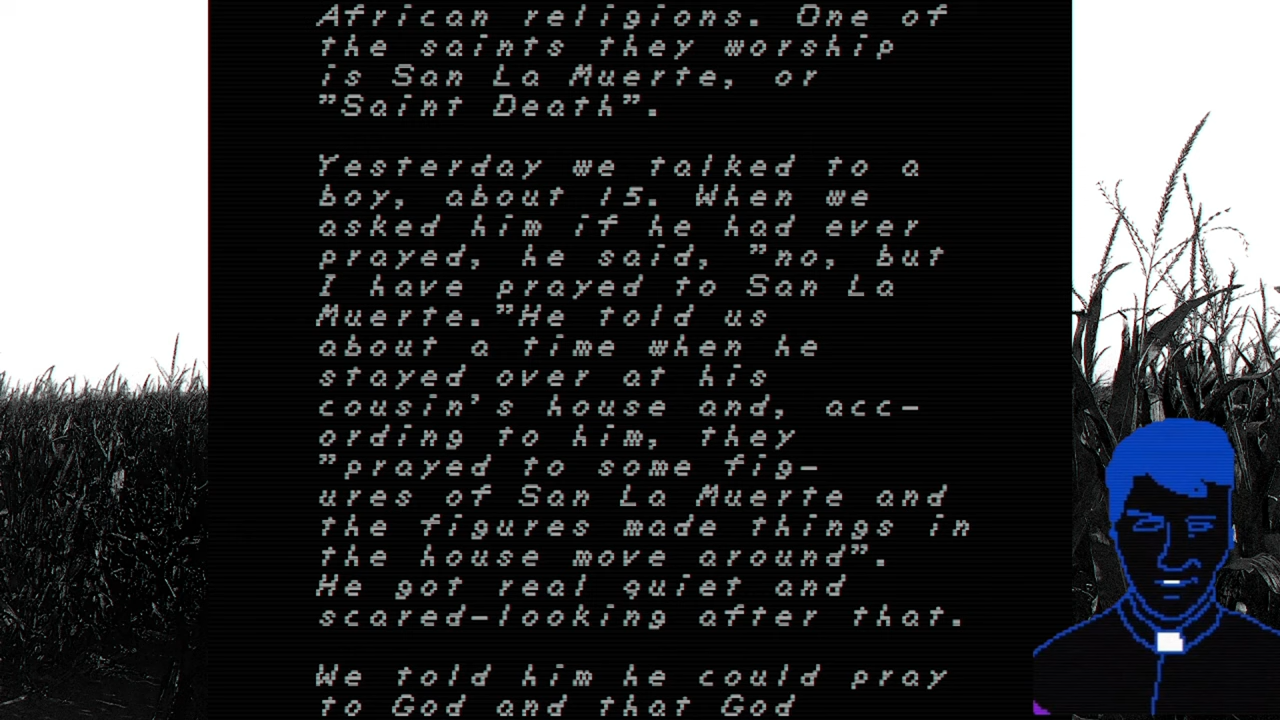 African religions. One of
the saints they worship
is San La Muerte, or
"Saint Death".
Yesterday we talked to a
boy, about 15. When we
asked him if he had ever
prayed, he said, "no, but
I have prayed to San La
Muerte."He told us
about a time when he
stayed over at his
cousin's house and, acc-
ording to him, they
"prayed to some fig-
ures of San La Muerte and
the figures made things in
the house move around".
He got real quiet and
scared-looking after that.
We told him he could pray
to God and that God